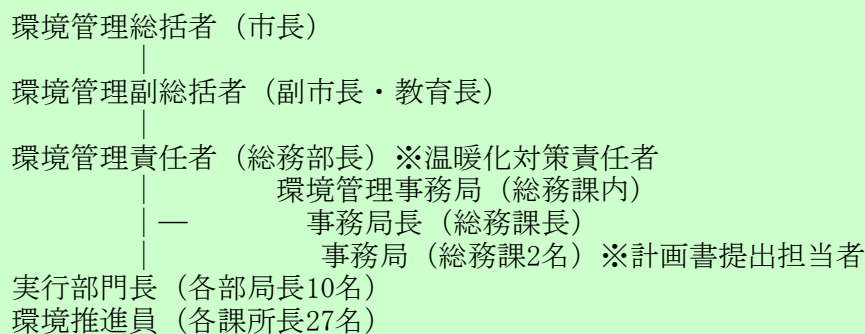 環境管理総括者（市長）
｜
環境管理副総括者（副市長・教育長）
｜
環境管理責任者（総務部長）※温暖化対策責任者
｜　　　　　環境管理事務局（総務課内）
｜―　　　　　事務局長（総務課長）
｜　　　　　　　事務局（総務課2名）※計画書提出担当者
実行部門長（各部局長10名）
環境推進員（各課所長27名）